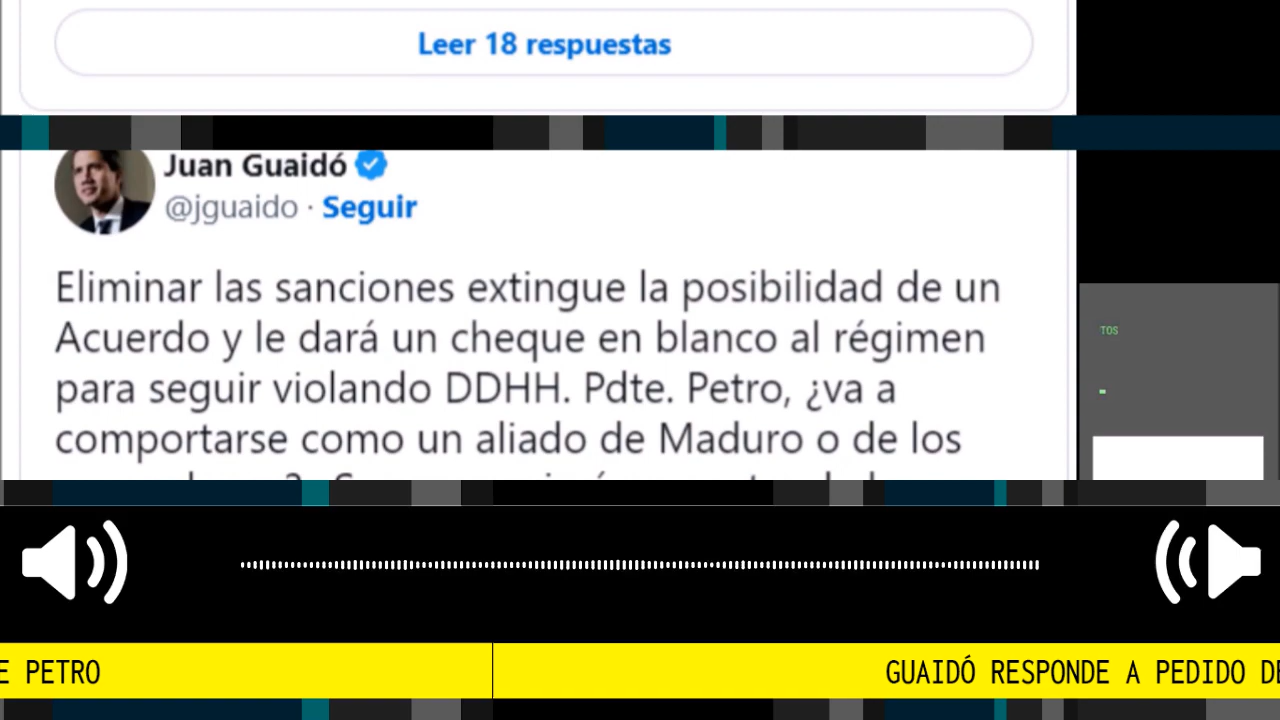 Leer 18 respuestas
Juan Guaidó
@jguaido · Seguir
Eliminar las sanciones extingue la posibilidad de un
Acuerdo y le dará un cheque en blanco al régimen
para seguir violando DDHH. Pdte. Petro, ¿va a
comportarse como un aliado de Maduro o de los
TOS
E PETRO
GUAIDÓ RESPONDE A PEDIDO DE